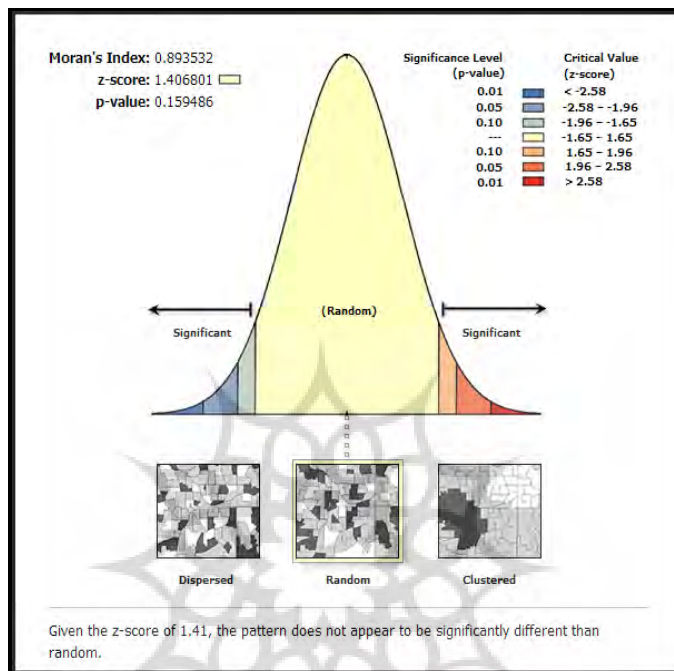 Moran's Index: 0.893532
z-score: 1.406801
p-value: 0.159486
Significance Level (p-value) Critical Value (z-score)
0.01 < -2.58
0.05 -2.58 – -1.96
0.10 -1.96 – -1.65
--- -1.65 – 1.65
0.10 1.65 – 1.96
0.05 1.96 – 2.58
0.01 > 2.58
(Random)
Significant Significant
Dispersed Random Clustered
Given the z-score of 1.41, the pattern does not appear to be significantly different than
random.